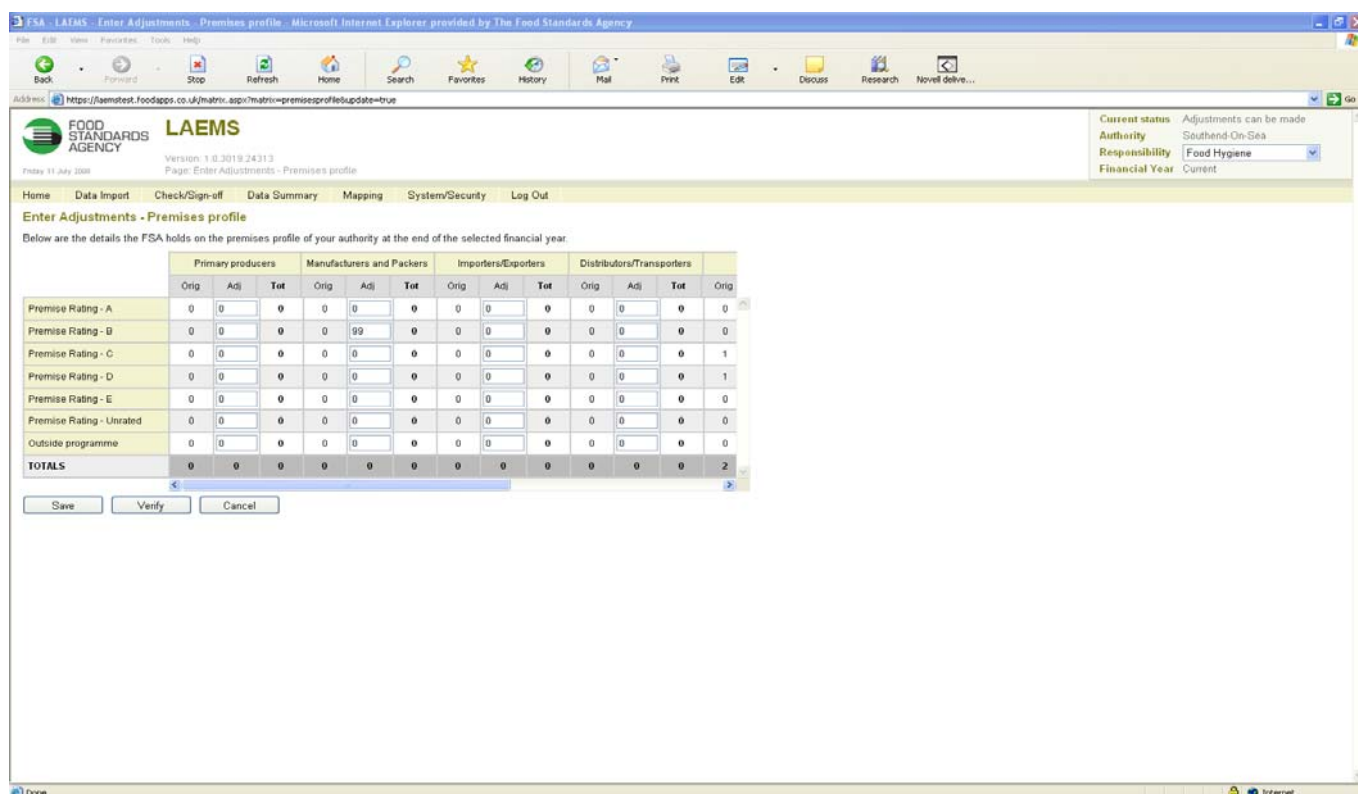 FSA - LAEMS - Enter Adjustments - Premises profile - Microsoft Internet Explorer provided by The Food Standards Agency
File Edit View Favorites Tools Help
Back Forward Stop Refresh Home Search Favorites History Mail Print Edit Discuss Research Novell delive...
Address https://laemstest.foodapps.co.uk/matrix.aspx?matrix=premisesprofile&update=true Go
FOOD STANDARDS AGENCY
LAEMS
Version: 1.0.3019.24313
Friday 11 July 2008 Page: Enter Adjustments - Premises profile
Current status Adjustments can be made
Authority Southend-On-Sea
Responsibility Food Hygiene
Financial Year Current
Home Data Import Check/Sign-off Data Summary Mapping System/Security Log Out
Enter Adjustments - Premises profile
Below are the details the FSA holds on the premises profile of your authority at the end of the selected financial year.
Primary producers Manufacturers and Packers Importers/Exporters Distributors/Transporters
Orig Adj Tot Orig Adj Tot Orig Adj Tot Orig Adj Tot Orig
Premise Rating - A 0 0 0 0 0 0 0 0 0 0 0 0 0
Premise Rating - B 0 0 0 0 99 0 0 0 0 0 0 0 0
Premise Rating - C 0 0 0 0 0 0 0 0 0 0 0 0 1
Premise Rating - D 0 0 0 0 0 0 0 0 0 0 0 0 1
Premise Rating - E 0 0 0 0 0 0 0 0 0 0 0 0 0
Premise Rating - Unrated 0 0 0 0 0 0 0 0 0 0 0 0 0
Outside programme 0 0 0 0 0 0 0 0 0 0 0 0 0
TOTALS 0 0 0 0 0 0 0 0 0 0 0 0 2
Save Verify Cancel
Done Internet